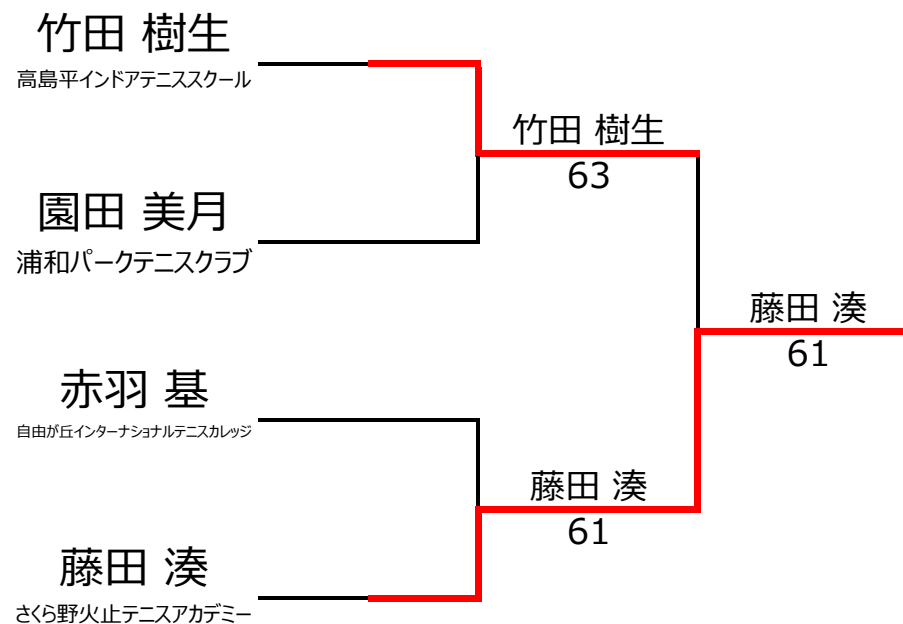 竹田 樹生
高島平インドアテニススクール
竹田 樹生
63
園田 美月
浦和パークテニスクラブ
藤田 湊
61
赤羽 基
自由が丘インターナショナルテニスカレッジ
藤田 湊
61
藤田 湊
さくら野火止テニスアカデミー